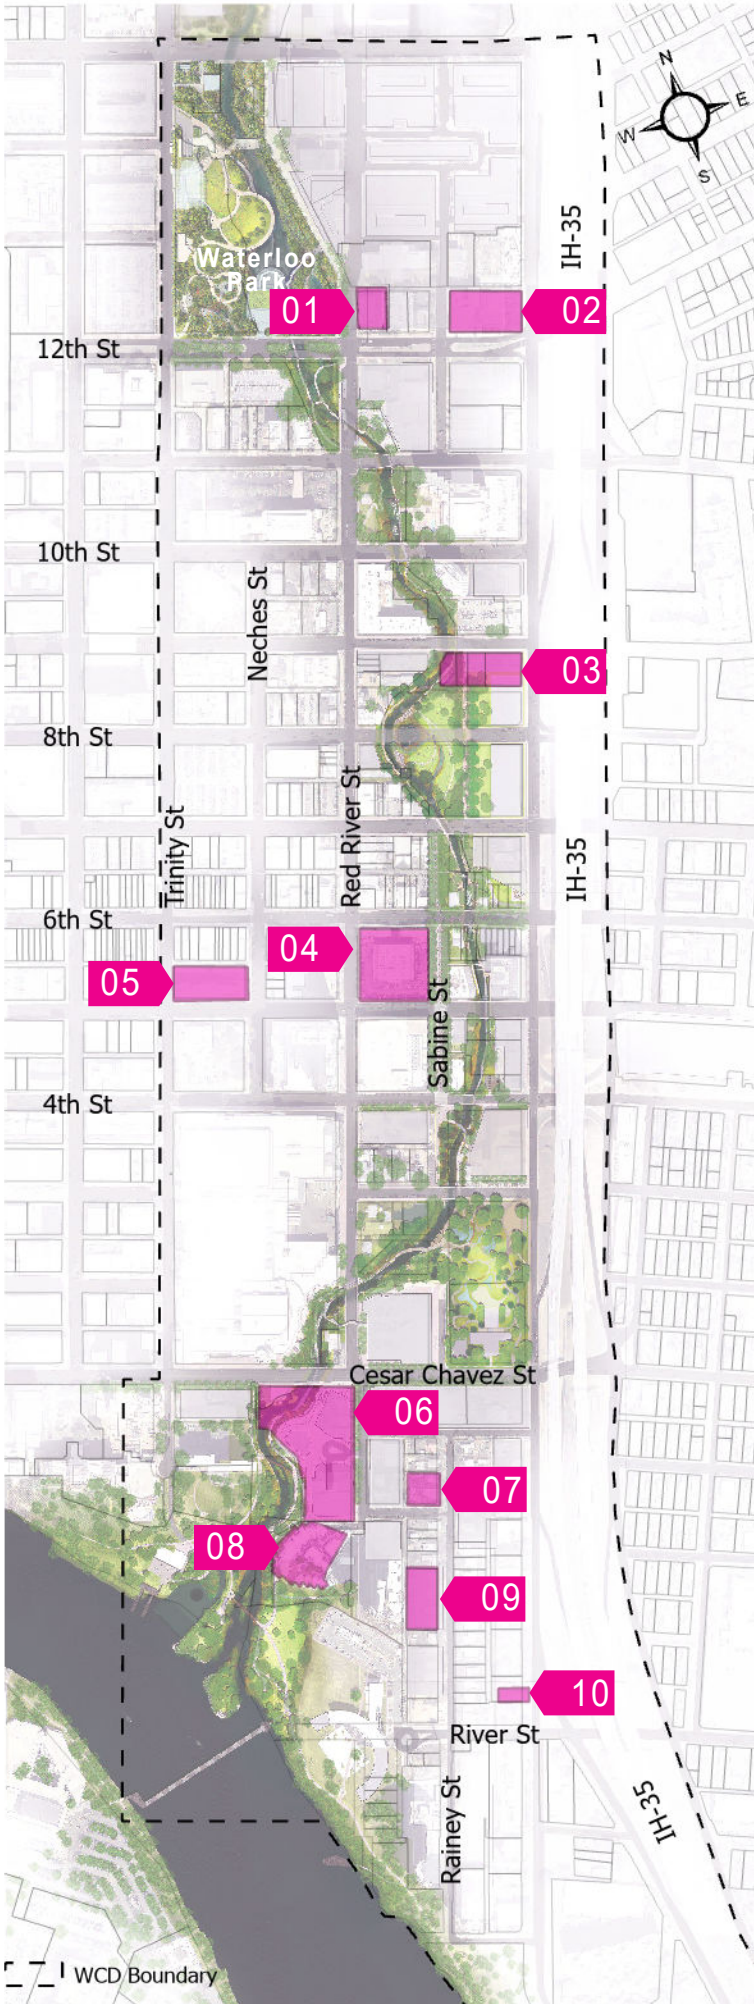 N
E
W
S
IH-35
Waterloo
Park
01
02
12th St
10th St
Neches St
03
8th St
Trinity St
Red River St
IH-35
6th St
04
05
Sabine St
4th St
Cesar Chavez St
06
07
08
09
10
River St
Rainey St
IH-35
WCD Boundary